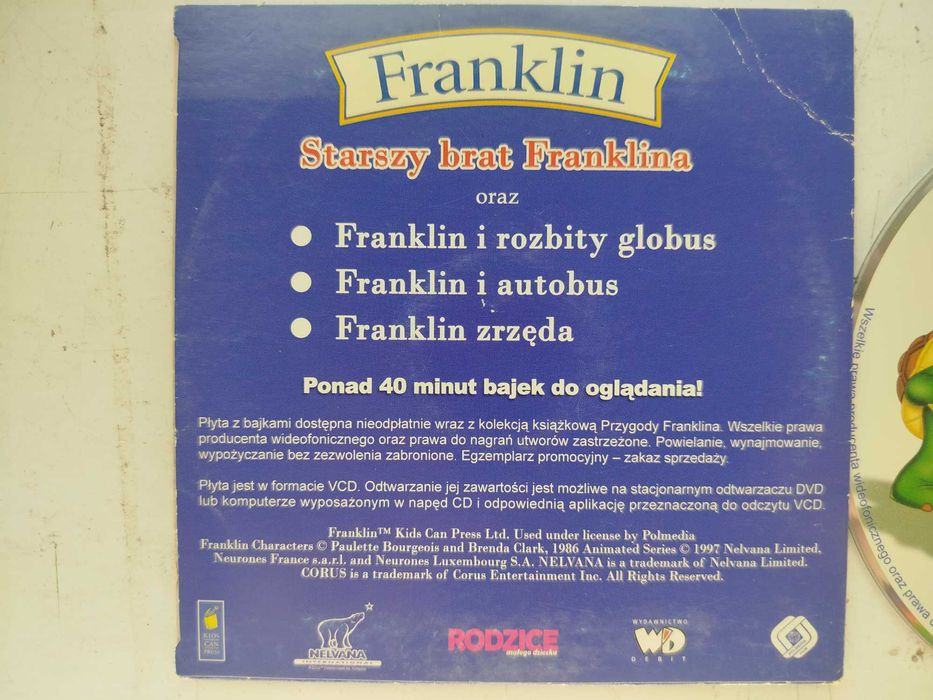 Franklin
Starszy brat Franklina
oraz
● Franklin i rozbity globus
● Franklin i autobus
● Franklin zrzęda
Ponad 40 minut bajek do oglądania!
Płyta z bajkami dostępna nieodpłatnie wraz z kolekcją książkową Przygody Franklina. Wszelkie prawa
producenta wideofonicznego oraz prawa do nagrań utworów zastrzeżone. Powielanie, wynajmowanie,
wypożyczanie bez zezwolenia zabronione. Egzemplarz promocyjny – zakaz sprzedaży.
Płyta jest w formacie VCD. Odtwarzanie jej zawartości jest możliwe na stacjonarnym odtwarzaczu DVD
lub komputerze wyposażonym w napęd CD i odpowiednią aplikację przeznaczoną do odczytu VCD.
Franklin™ Kids Can Press Ltd. Used under license by Polmedia
Franklin Characters © Paulette Bourgeois and Brenda Clark, 1986 Animated Series © 1997 Nelvana Limited,
Neurones France s.a.r.l. and Neurones Luxembourg S.A. NELVANA is a trademark of Nelvana Limited.
CORUS is a trademark of Corus Entertainment Inc. All Rights Reserved.
KIDS
CAN
PRESS
NELVANA
INTERNATIONAL
RODZICE
małego dziecka
WYDAWNICTWO
WD
DEBIT
Wszelkie prawa producenta wideofonicznego oraz prawa